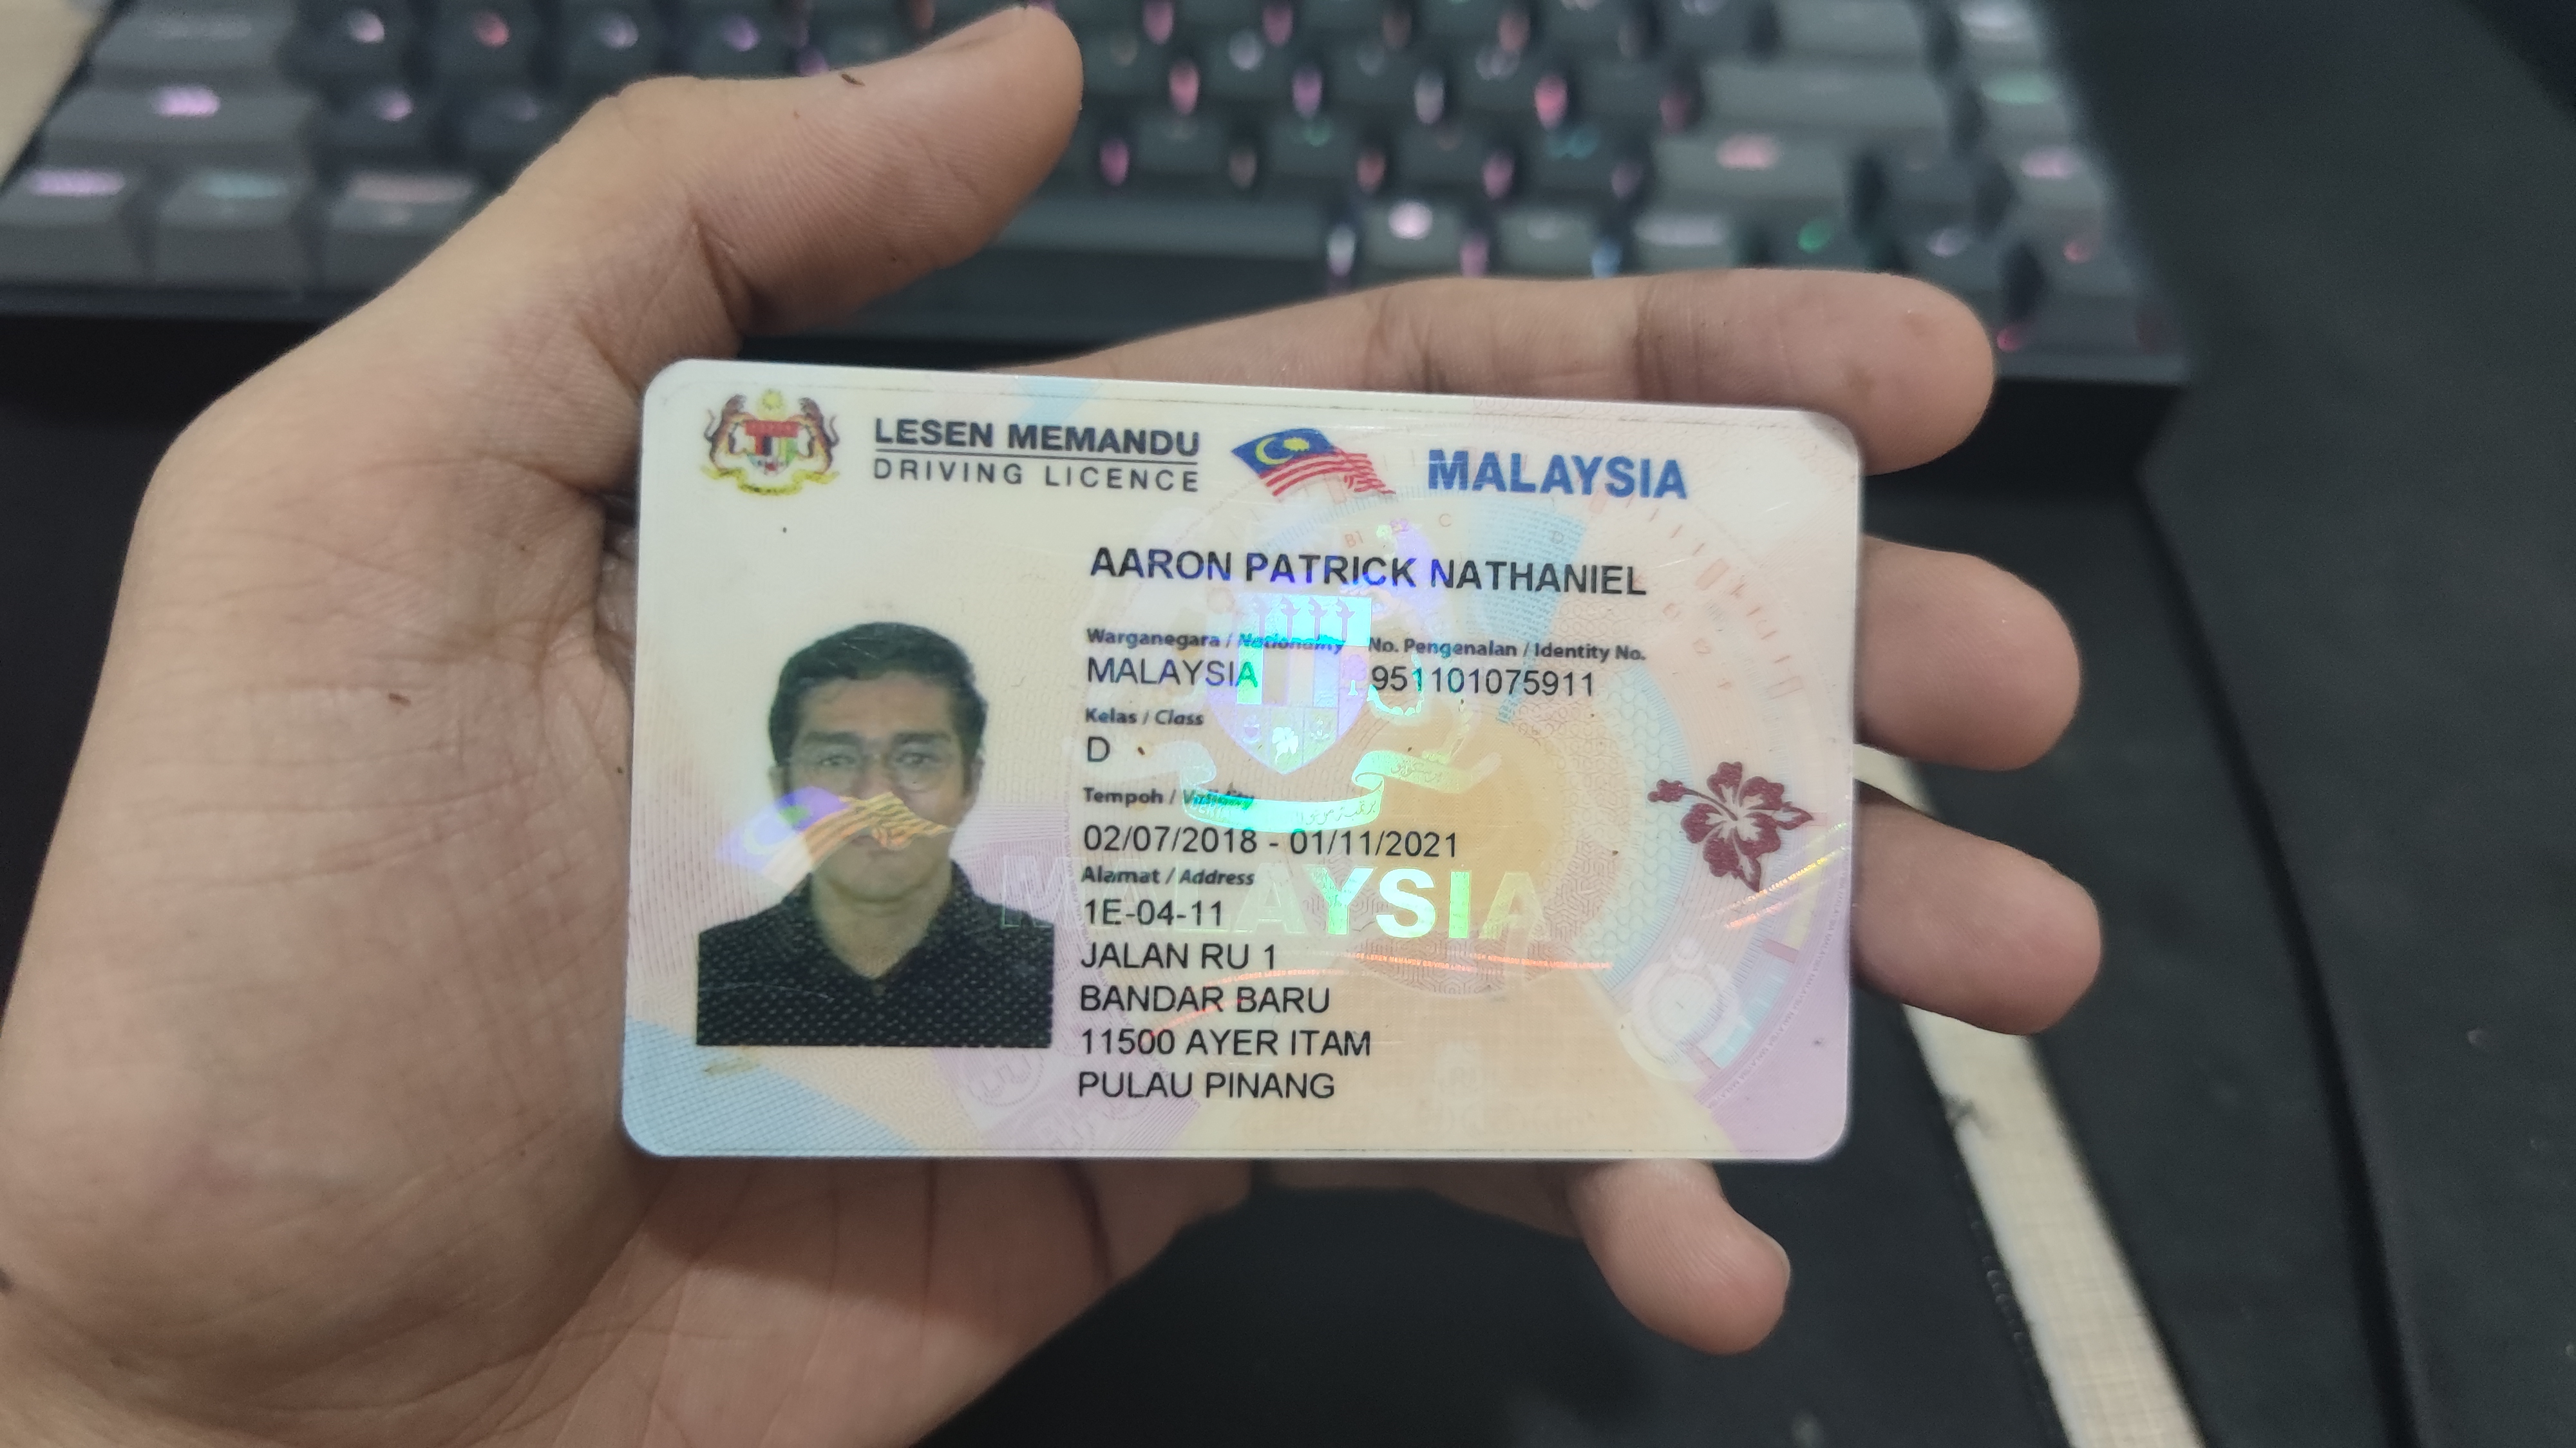 LESEN MEMANDU
DRIVING LICENCE
MALAYSIA
AARON PATRICK NATHANIEL
Warganegara / Nationality No. Pengenalan / Identity No.
MALAYSIA 951101075911
Kelas / Class
D
Tempoh / Validity
02/07/2018 - 01/11/2021
Alamat / Address
MALAYSIA
1E-04-11
JALAN RU 1
BANDAR BARU
11500 AYER ITAM
PULAU PINANG